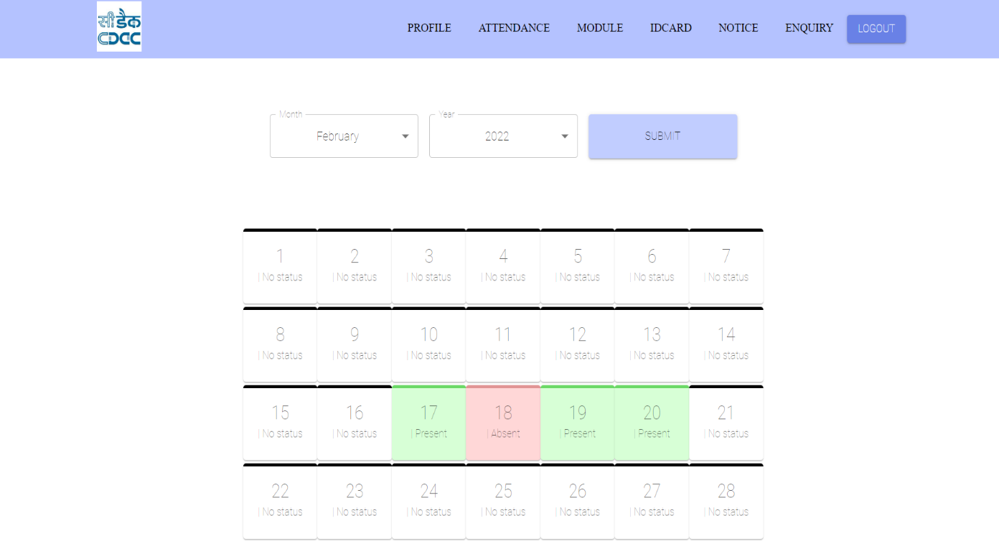 सी डैक
CDCC
PROFILE ATTENDANCE MODULE IDCARD NOTICE ENQUIRY LOGOUT
Month Year
February 2022 SUBMIT
1 2 3 4 5 6 7
| No status | No status | No status | No status | No status | No status | No status
8 9 10 11 12 13 14
| No status | No status | No status | No status | No status | No status | No status
15 16 17 18 19 20 21
| No status | No status | Present | Absent | Present | Present | No status
22 23 24 25 26 27 28
| No status | No status | No status | No status | No status | No status | No status